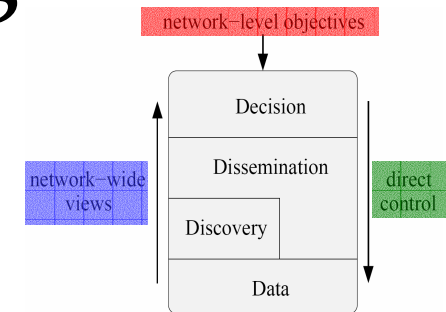 network-level objectives
Decision
Dissemination
network-wide
views
direct
control
Discovery
Data